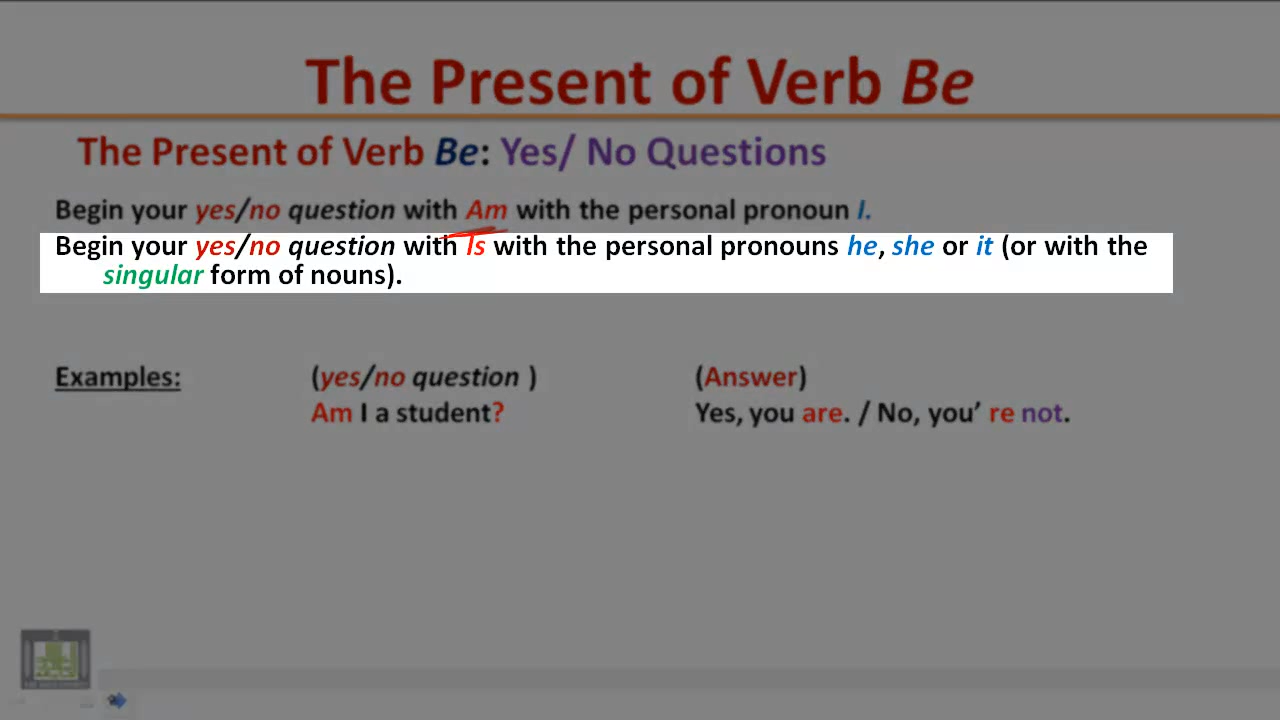 The Present of Verb Be
The Present of Verb Be: Yes/ No Questions
Begin your yes/no question with Am with the personal pronoun I.
Begin your yes/no question with Is with the personal pronouns he, she or it (or with the
singular form of nouns).
Examples: (yes/no question ) (Answer)
Am I a student? Yes, you are. / No, you’ re not.